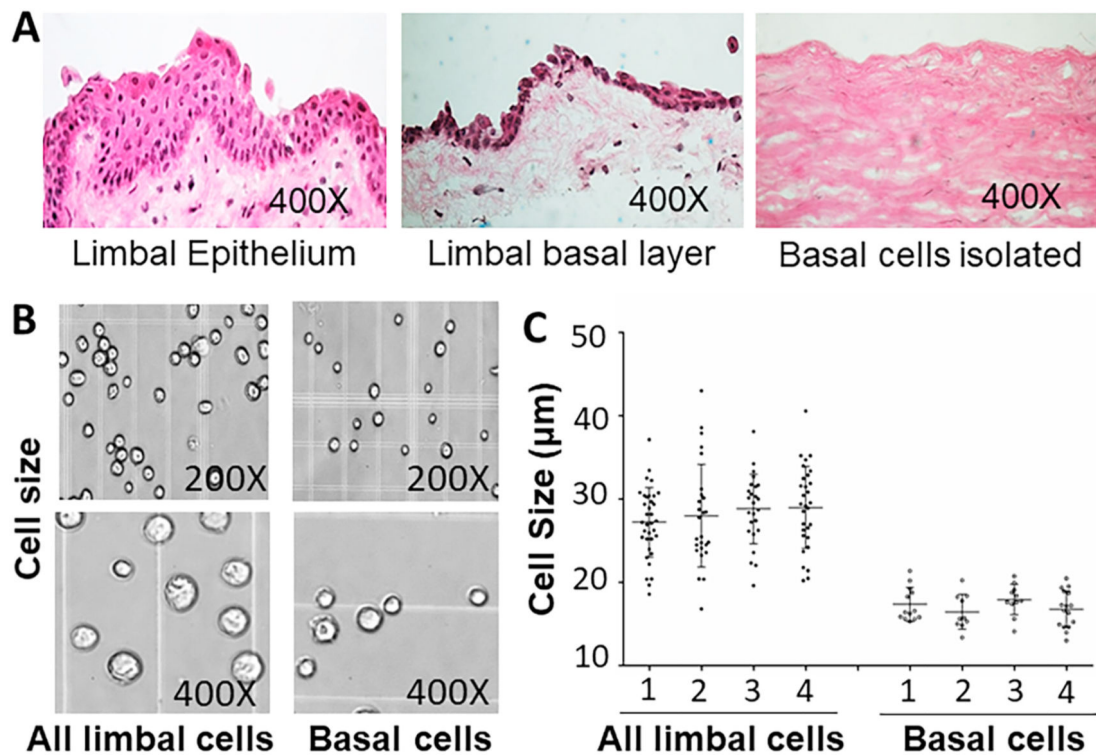 A
400X
400X
400X
Limbal Epithelium
Limbal basal layer
Basal cells isolated
B
Cell size
200X
200X
400X
400X
All limbal cells
Basal cells
C
Cell Size (µm)
50
40
30
20
10
1 2 3 4
1 2 3 4
All limbal cells
Basal cells